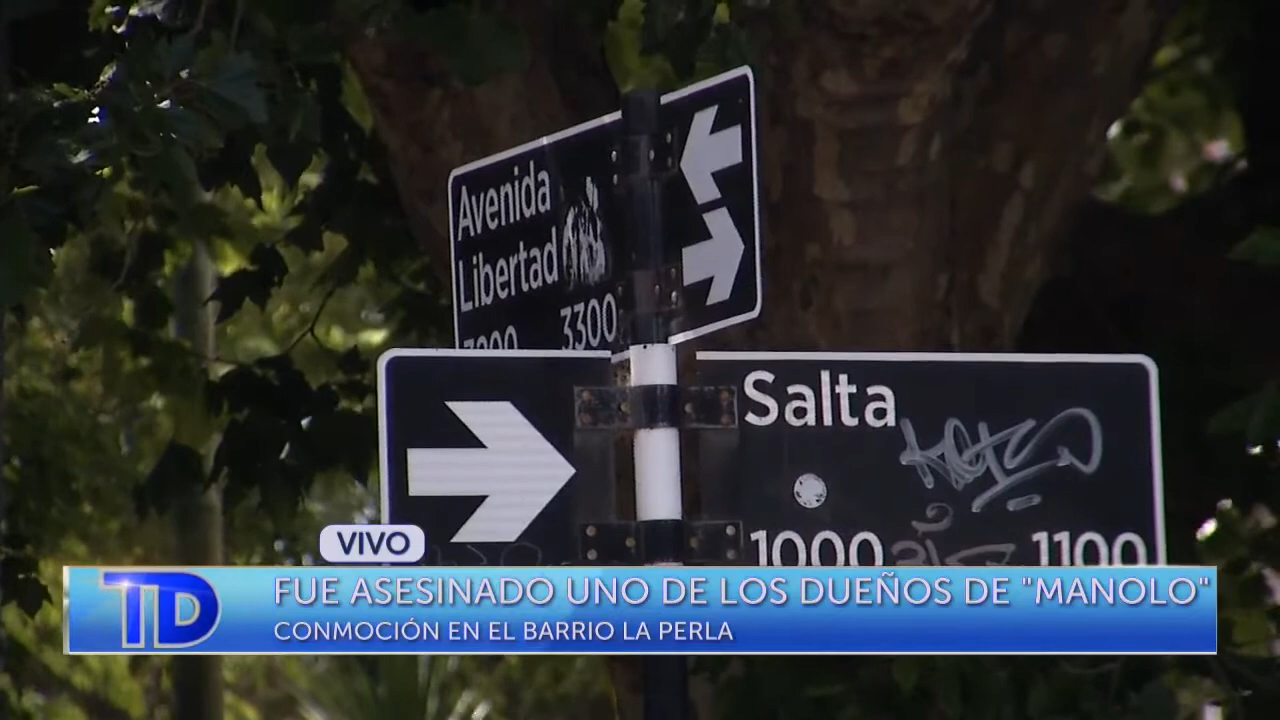 Avenida
Libertad
3300
Salta
1000
1100
VIVO
TD
FUE ASESINADO UNO DE LOS DUEÑOS DE "MANOLO"
CONMOCIÓN EN EL BARRIO LA PERLA